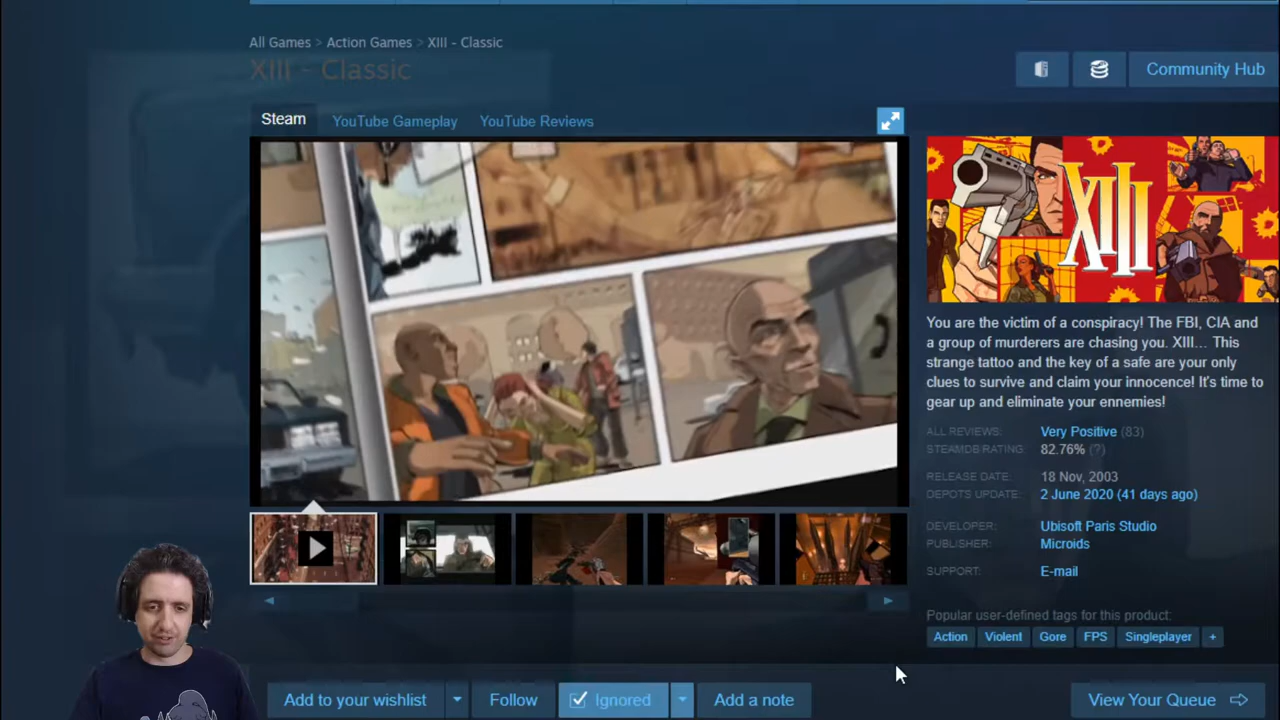 All Games > Action Games > XIII - Classic
XIII - Classic
Community Hub
Steam
YouTube Gameplay
YouTube Reviews
XIII
You are the victim of a conspiracy! The FBI, CIA and
a group of murderers are chasing you. XIII... This
strange tattoo and the key of a safe are your only
clues to survive and claim your innocence! It's time to
gear up and eliminate your ennemies!
ALL REVIEWS: Very Positive (83)
STEAMDB RATING: 82.76% (?)
RELEASE DATE: 18 Nov, 2003
DEPOTS UPDATE: 2 June 2020 (41 days ago)
DEVELOPER: Ubisoft Paris Studio
PUBLISHER: Microids
SUPPORT: E-mail
Popular user-defined tags for this product:
Action Violent Gore FPS Singleplayer +
Add to your wishlist
Follow
Ignored
Add a note
View Your Queue